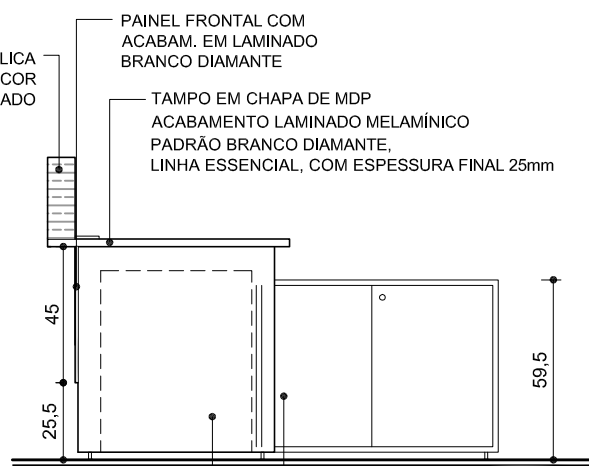 PAINEL FRONTAL COM
ACABAM. EM LAMINADO
BRANCO DIAMANTE
LICA
COR
ADO
TAMPO EM CHAPA DE MDP
ACABAMENTO LAMINADO MELAMÍNICO
PADRÃO BRANCO DIAMANTE,
LINHA ESSENCIAL, COM ESPESSURA FINAL 25mm
45
25,5
59,5